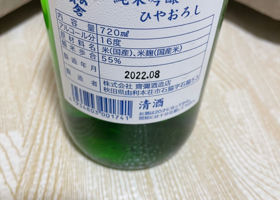 純米吟醸
ひやおろし
内容量 720ml
アルコール分 16度
原材料名 米(国産)、米麹(国産米)
精米歩合 55%
製造年月 2022.08
株式会社 齋彌酒造店
秋田県由利本荘市石脇字石脇53
清酒